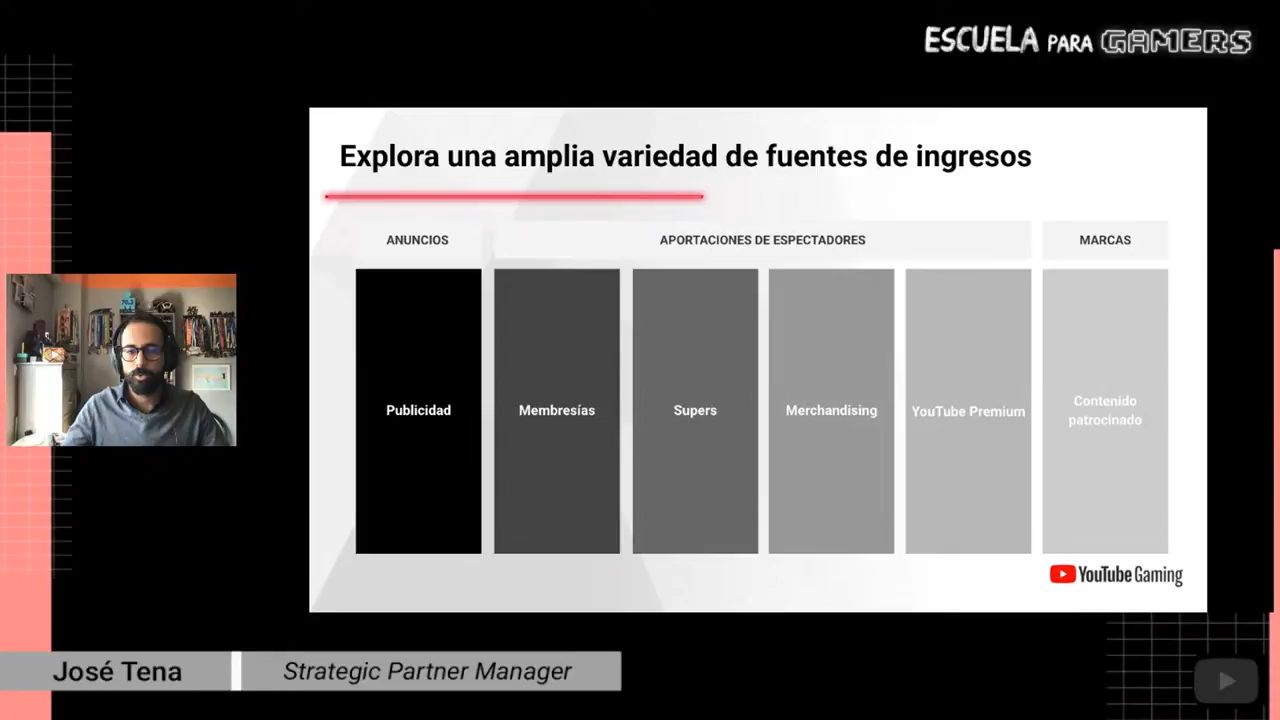 ESCUELA PARA GAMERS
Explora una amplia variedad de fuentes de ingresos
ANUNCIOS
APORTACIONES DE ESPECTADORES
MARCAS
Publicidad
Membresías
Supers
Merchandising
YouTube Premium
Contenido
patrocinado
YouTube Gaming
José Tena
Strategic Partner Manager